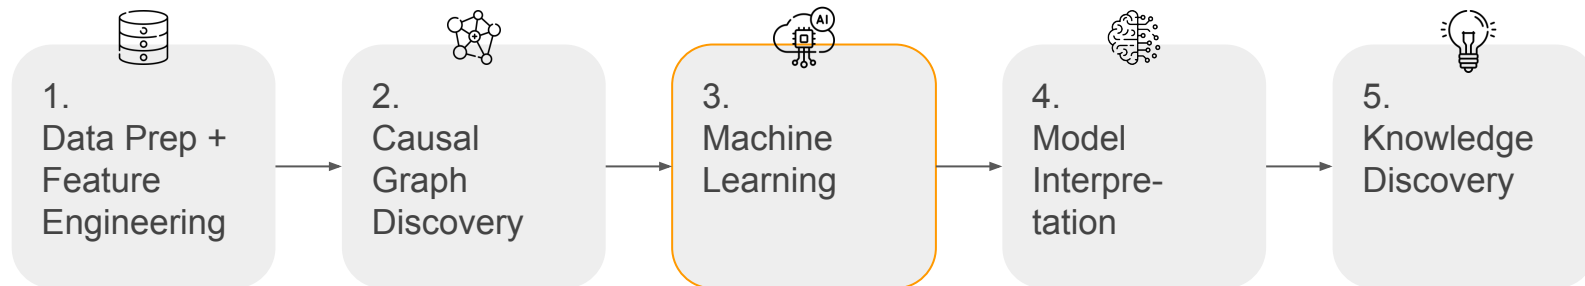 AI
1.
Data Prep +
Feature
Engineering
2.
Causal
Graph
Discovery
3.
Machine
Learning
4.
Model
Interpre-
tation
5.
Knowledge
Discovery